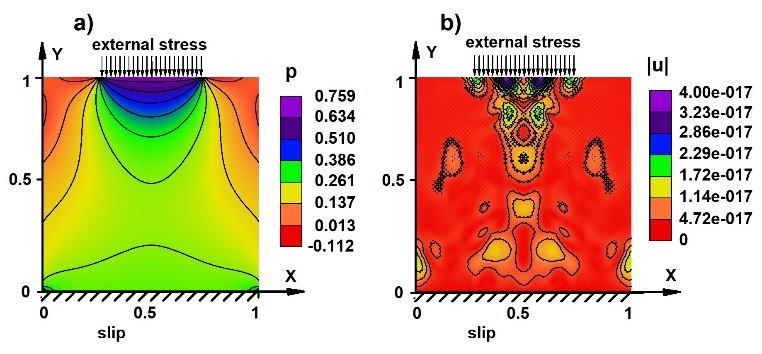 a)
external stress
Y
p
1
0.759
0.634
0.510
0.386
0.261
0.137
0.013
-0.112
0.5
0
X
0
0.5
1
slip
b)
external stress
Y
|u|
1
4.00e-017
3.23e-017
2.86e-017
2.29e-017
1.72e-017
1.14e-017
4.72e-017
0
0.5
0
X
0
0.5
1
slip